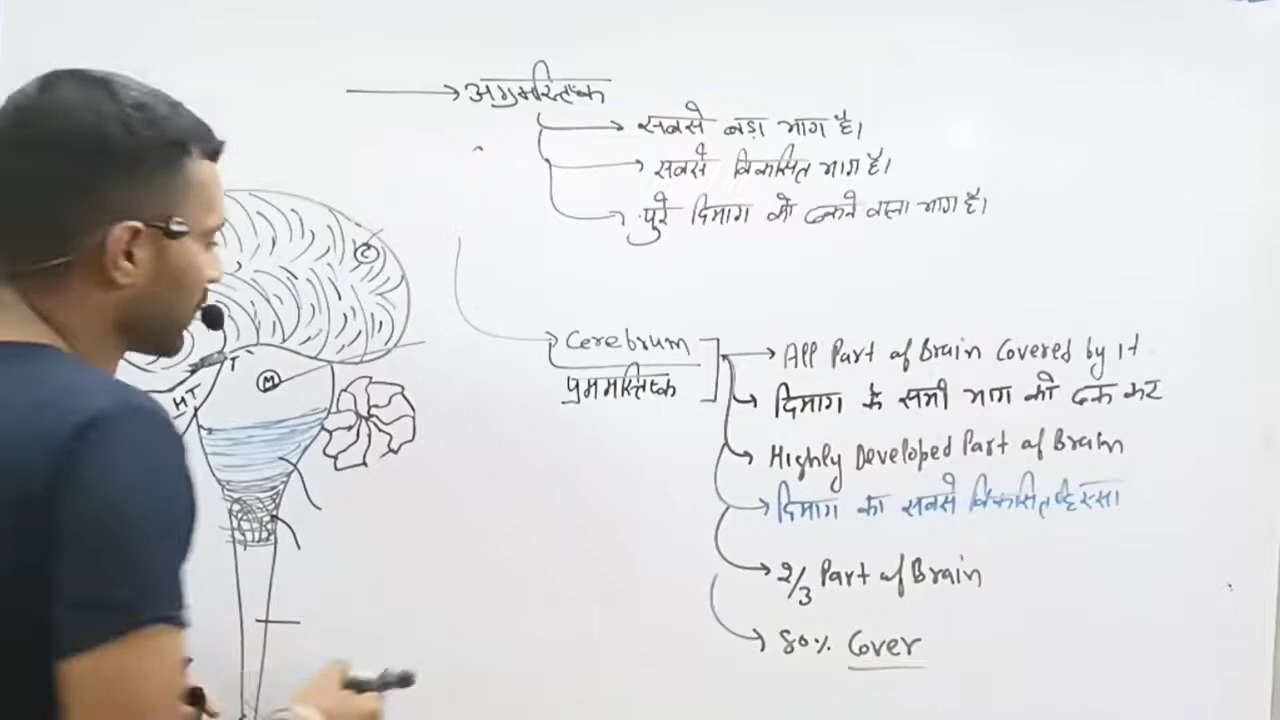 अग्रमस्तिष्क
सबसे बड़ा भाग है।
सबसे विकसित भाग है।
पुरे दिमाग को ढकने वाला भाग है।
C
Cerebrum
प्रममस्तिष्क
All Part of Brain Covered by It
दिमाग के सभी भाग को ढक कर
T
M
HT
Highly Developed Part of Brain
दिमाग का सबसे विकसित हिस्सा
2/3 Part of Brain
80% Cover